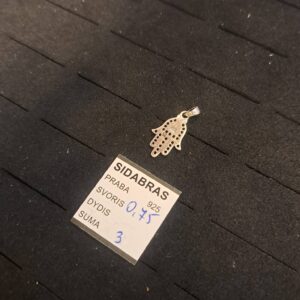 SIDABRAS
PRABA 925
SVORIS 0,75
DYDIS
SUMA 3